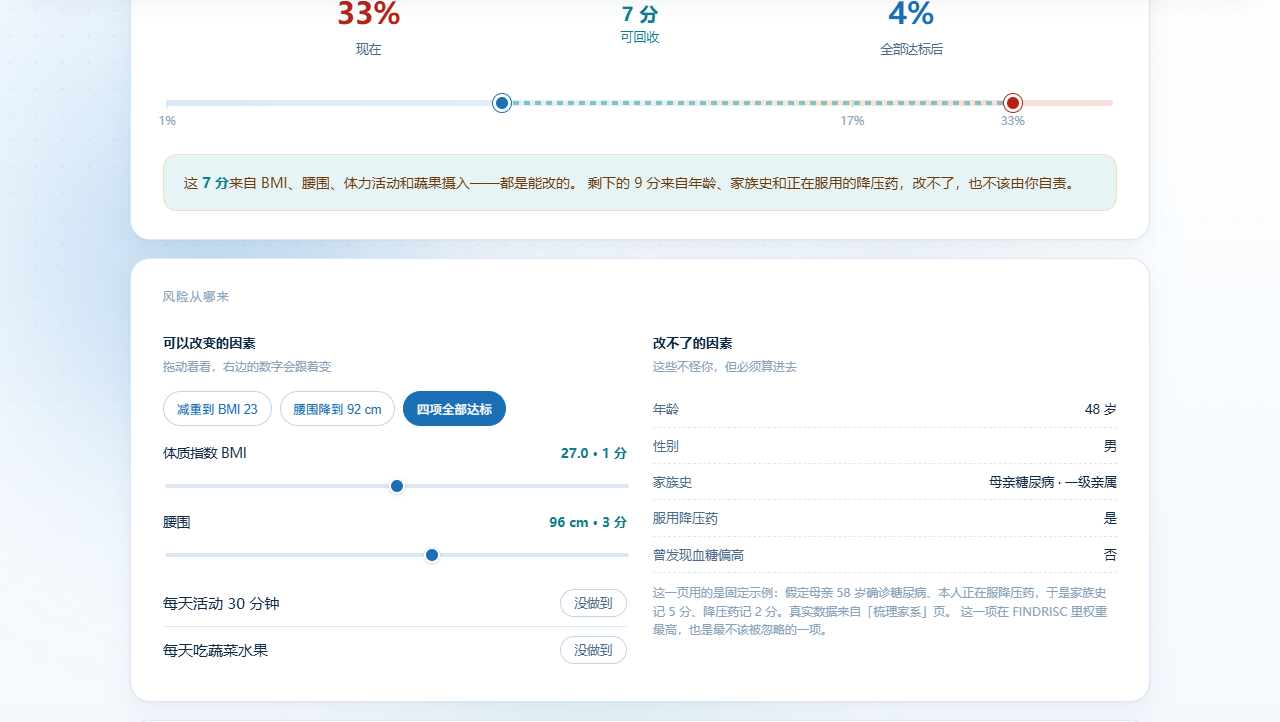 33%
7 分
4%
现在
可回收
全部达标后
1%
17%
33%
这 7 分来自 BMI、腰围、体力活动和蔬果摄入——都是能改的。 剩下的 9 分来自年龄、家族史和正在服用的降压药，改不了，也不该由你自责。
风险从哪来
可以改变的因素
拖动看看，右边的数字会跟着变
减重到 BMI 23
腰围降到 92 cm
四项全部达标
体质指数 BMI
27.0 • 1 分
腰围
96 cm • 3 分
每天活动 30 分钟
没做到
每天吃蔬菜水果
没做到
改不了的因素
这些不怪你，但必须算进去
年龄
48 岁
性别
男
家族史
母亲糖尿病 · 一级亲属
服用降压药
是
曾发现血糖偏高
否
这一页用的是固定示例：假定母亲 58 岁确诊糖尿病、本人正在服降压药，于是家族史
记 5 分、降压药记 2 分。真实数据来自「梳理家系」页。 这一项在 FINDRISC 里权重
最高，也是最不该被忽略的一项。